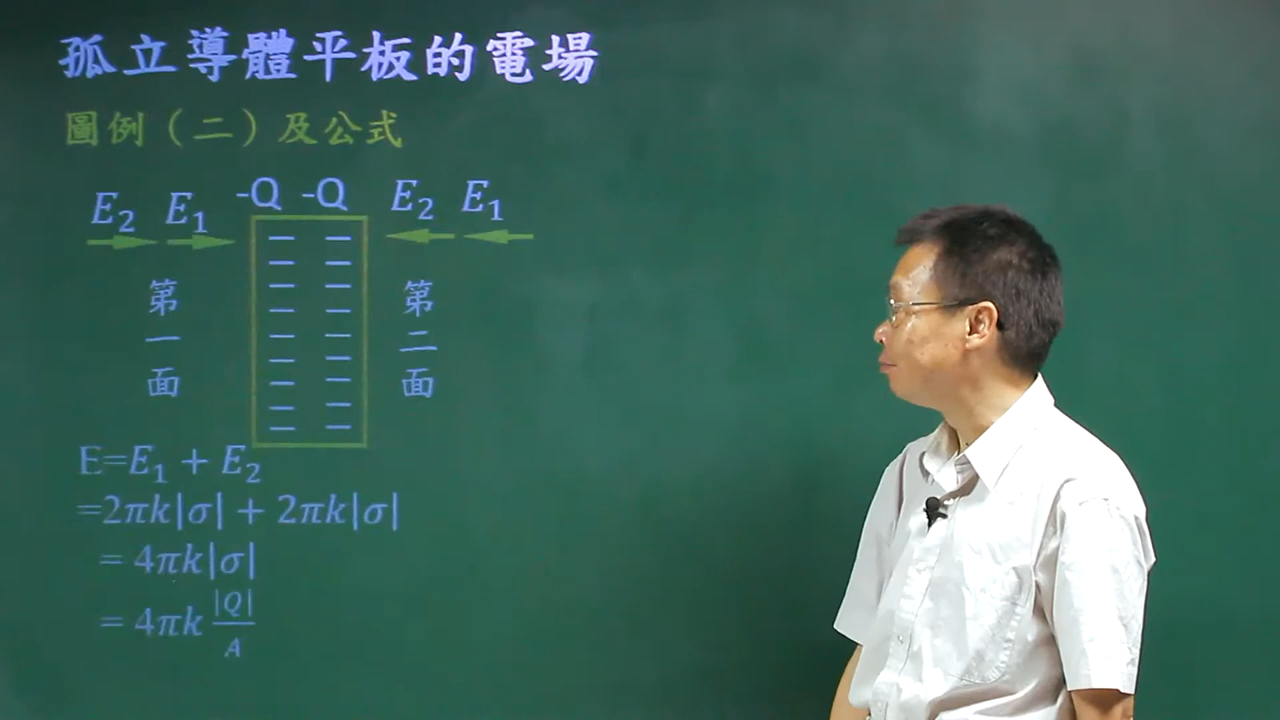 孤立導體平板的電場
圖例（二）及公式
E₂ E₁ -Q -Q E₂ E₁
第一面
第二面
E=E₁ + E₂
=2πk|σ| + 2πk|σ|
= 4πk|σ|
= 4πk |Q|/A